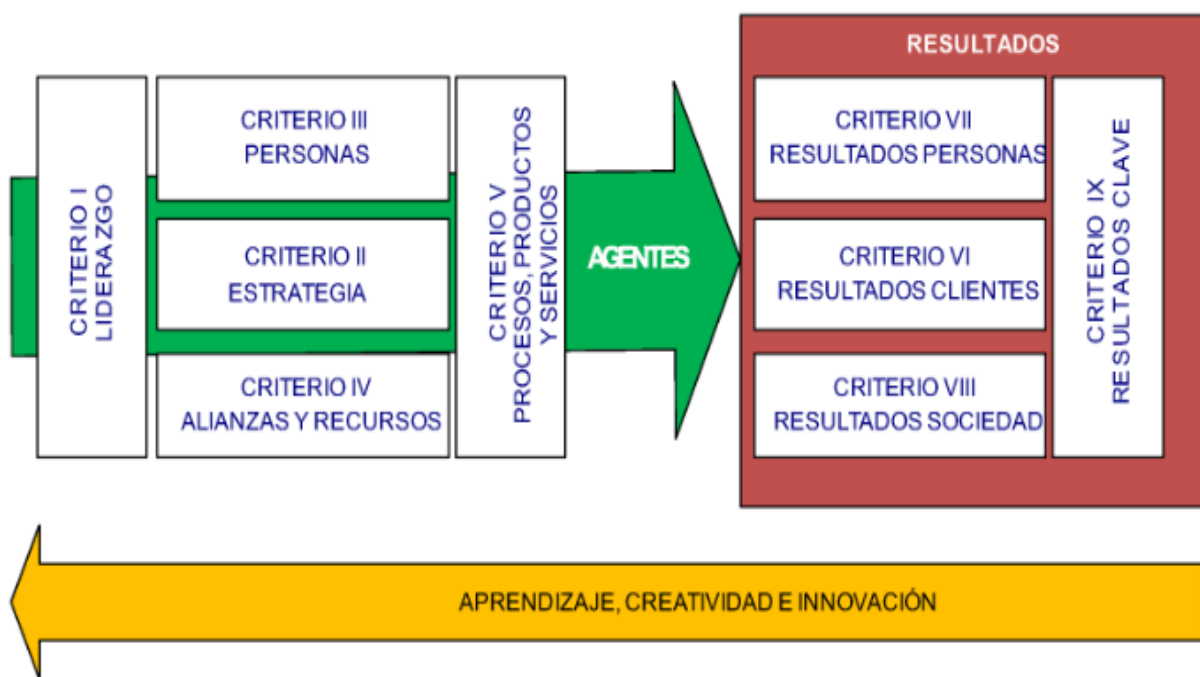 CRITERIO I
LIDERAZGO
CRITERIO III
PERSONAS
CRITERIO II
ESTRATEGIA
CRITERIO IV
ALIANZAS Y RECURSOS
CRITERIO V
PROCESOS, PRODUCTOS
Y SERVICIOS
AGENTES
RESULTADOS
CRITERIO VII
RESULTADOS PERSONAS
CRITERIO VI
RESULTADOS CLIENTES
CRITERIO VIII
RESULTADOS SOCIEDAD
CRITERIO IX
RESULTADOS CLAVE
APRENDIZAJE, CREATIVIDAD E INNOVACIÓN